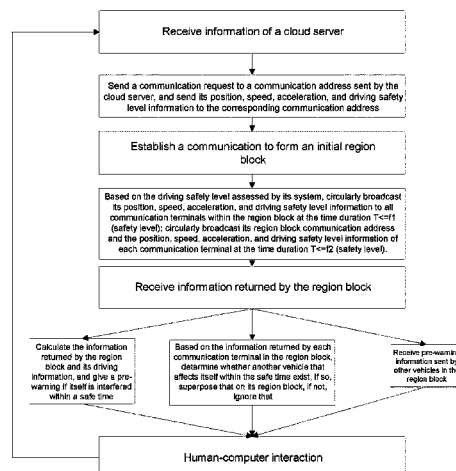 Receive information of a cloud server
Send a communication request to a communication address sent by the
cloud server, and send its position, speed, acceleration, and driving safety
level information to the corresponding communication address
Establish a communication to form an initial region
block
Based on the driving safety level assessed by its system, circularly broadcast
its position, speed, acceleration, and driving safety level information to all
communication terminals within the region block at the time duration T<=f1
(safety level); circularly broadcast its region block communication address
and the position, speed, acceleration, and driving safety level information of
each communication terminal at the time duration T<=f2 (safety level).
Receive information returned by the region block
Calculate the information
returned by the region
block and its driving
information, and give a pre-
warning if itself is interfered
within a safe time
Based on the information returned by each
communication terminal in the region block,
determine whether another vehicle that
affects itself within the safe time exist, if so,
superpose that on its region block, if not,
ignore that
Receive pre-warning
information sent by
other vehicles in the
region block
Human-computer interaction